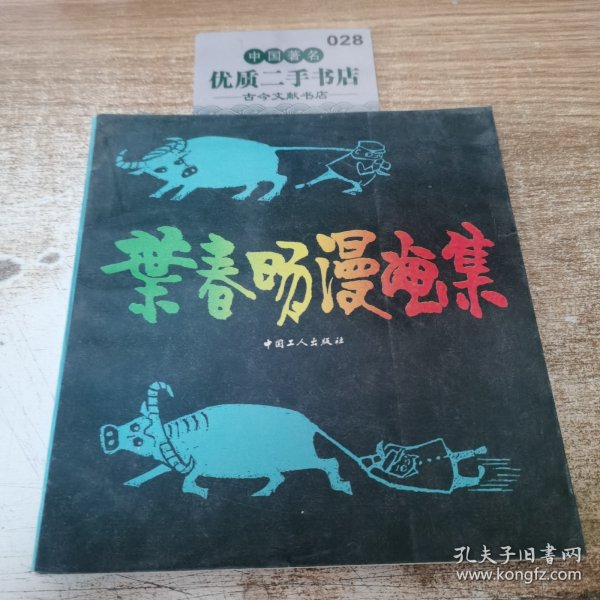 028
中国著名
优质二手书店
古今文献书店
葉春暘漫画集
中国工人出版社
孔夫子旧书网
www.kongfz.com